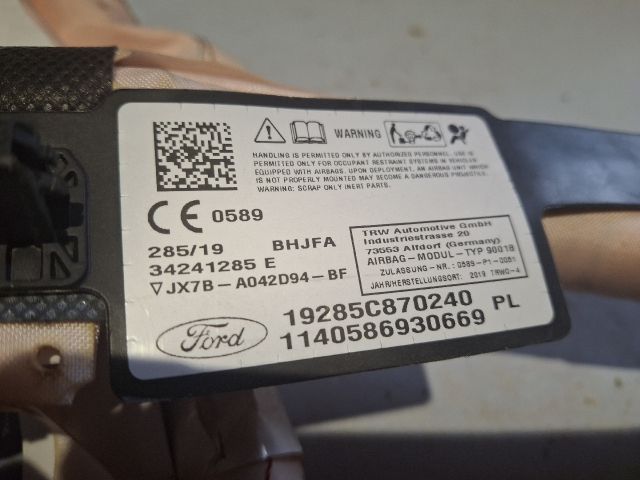 WARNING
HANDLING IS PERMITTED ONLY BY AUTHORIZED PERSONNEL. USE IS
PERMITTED ONLY FOR OCCUPANT RESTRAINT SYSTEMS IN VEHICLES
EQUIPPED WITH AIRBAGS. UPON DEPLOYMENT, AN AIRBAG UNIT WHICH
IS NOT PROPERLY MOUNTED MAY BECOME A DANGEROUS PROJECTILE.
WARNING: SCRAP ONLY INERT PARTS.
CE 0589
285/19 BHJFA
34241285 E
▽JX7B-A042D94-BF
TRW Automotive GmbH
Industriestrasse 20
73553 Alfdorf (Germany)
AIRBAG-MODUL-TYP 9001B
ZULASSUNG-NR.: 0589-P1-0051
JAHR/HERSTELLUNGSORT: 2019 TRWO-4
Ford
19285C870240 PL
1140586930669